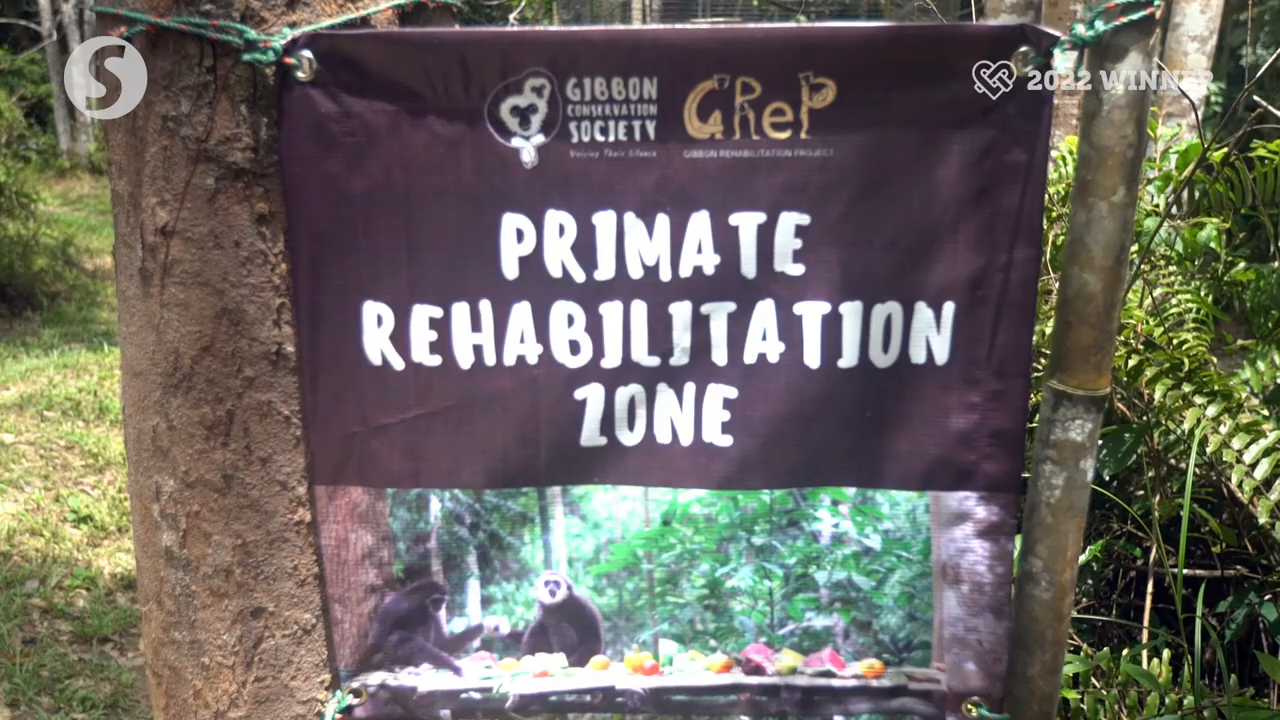 S
2022 WINNER
GIBBON
CONSERVATION
SOCIETY
Voicing Their Silence
GReP
GIBBON REHABILITATION PROJECT
PRIMATE
REHABILITATION
ZONE